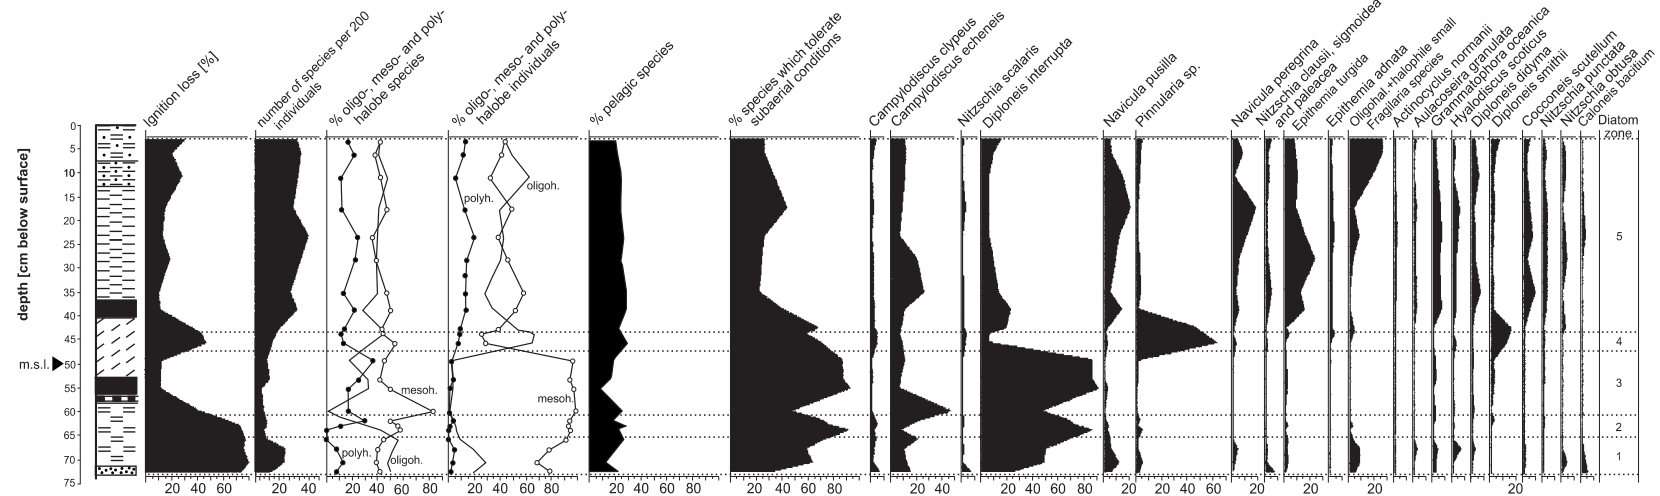 Ignition loss [%]
number of species per 200
individuals
% oligo-, meso- and poly-
halobe species
% oligo-, meso- and poly-
halobe individuals
% pelagic species
% species which tolerate
subaerial conditions
Campylodiscus clypeus
Campylodiscus echeneis
Nitzschia scalaris
Diploneis interrupta
Navicula pusilla
Pinnularia sp.
Navicula peregrina
Nitzschia clausii, sigmoidea
and paleacea
Epithemia turgida
Epithemia adnata
Oligohal.+halophile small
Fragilaria species
Actinocyclus normanii
Aulacoseira granulata
Grammatophora oceanica
Hyalodiscus scoticus
Diploneis didyma
Diploneis smithii
Cocconeis scutellum
Nitzschia punctata
Nitzschia obtusa
Caloneis bacillum
Diatom
zone
depth [cm below surface]
0
5
10
15
20
25
30
35
40
45
50
55
60
65
70
75
m.s.l.
polyh.
oligoh.
mesoh.
mesoh.
polyh.
oligoh.
5
4
3
2
1
20 40 60 20 40 20 40 60 80 20 40 60 80 20 40 60 80 100 20 40 60 80 20 40 20 40 60 80 20 20 40 60 20 20 20 20